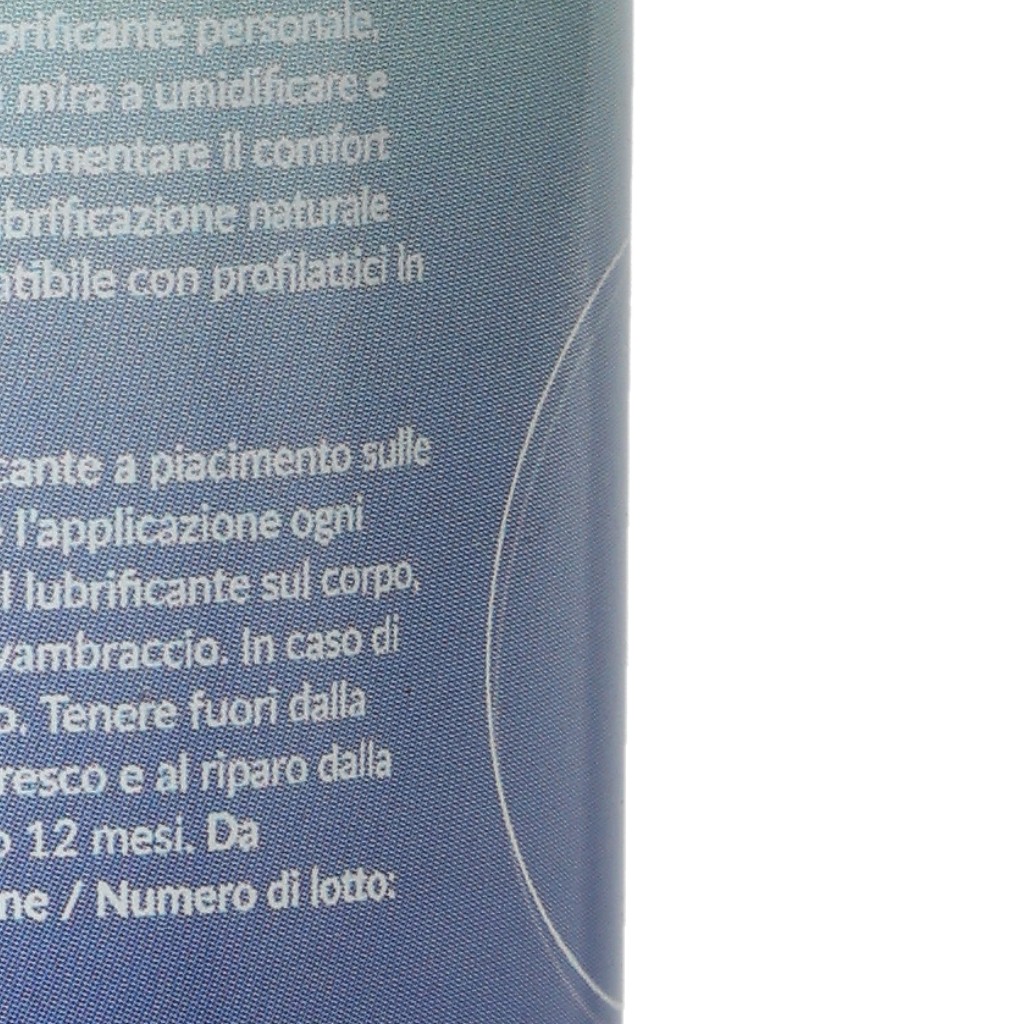 brificante personale,
mira a umidificare e
aumentare il comfort
brificazione naturale
atibile con profilattici in
cante a piacimento sulle
l'applicazione ogni
l lubrificante sul corpo,
vambraccio. In caso di
o. Tenere fuori dalla
resco e al riparo dalla
o 12 mesi. Da
ne / Numero di lotto: